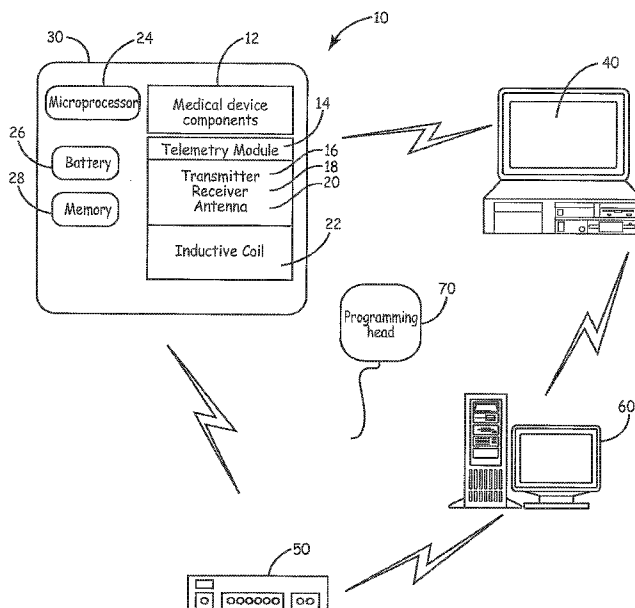 10
30
24
12
40
Microprocessor
Medical device
components
14
26
Telemetry Module
16
Battery
Transmitter
18
28
Receiver
20
Memory
Antenna
22
Inductive Coil
70
Programming
head
60
50